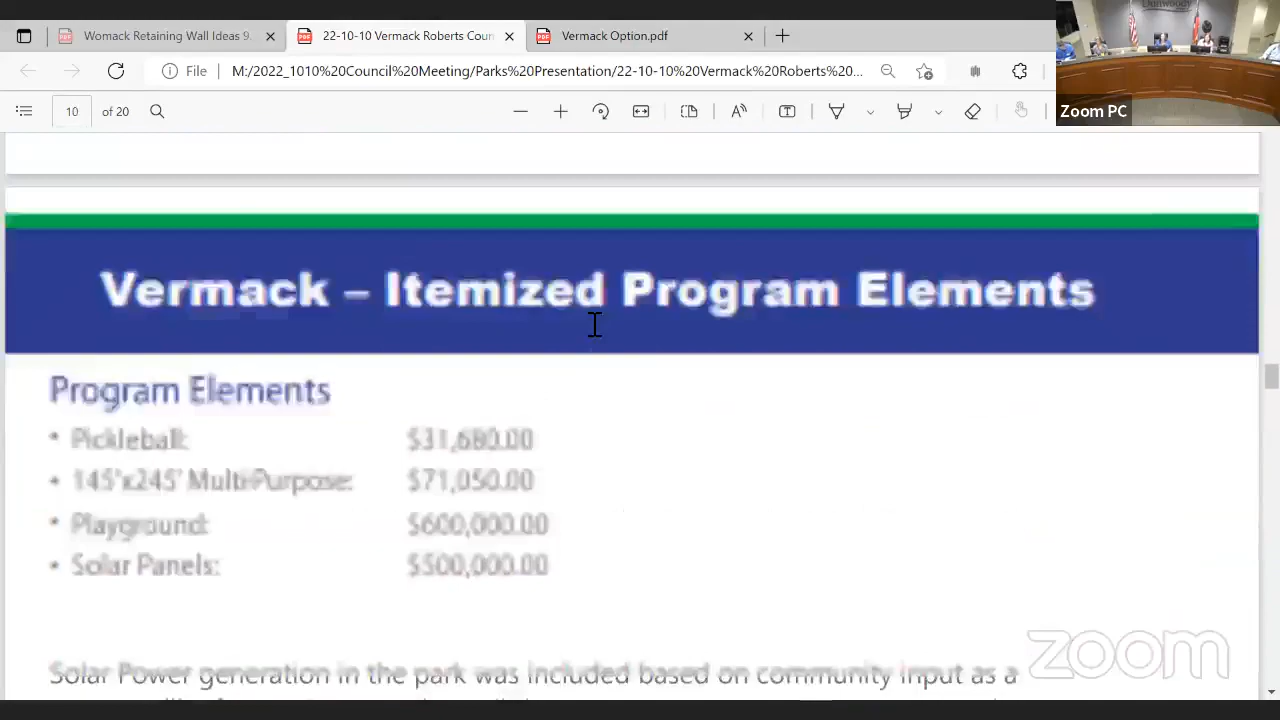 Womack Retaining Wall Ideas 9.
22-10-10 Vermack Roberts Coun
Vermack Option.pdf
File
M:/2022_1010%20Council%20Meeting/Parks%20Presentation/22-10-10%20Vermack%20Roberts%...
10 of 20
Dunwoody
Zoom PC
Vermack – Itemized Program Elements
Program Elements
• Pickleball: $31,680.00
• 145'x245' Multi-Purpose: $71,050.00
• Playground: $600,000.00
• Solar Panels: $500,000.00
Solar Power generation in the park was included based on community input as a
zoom